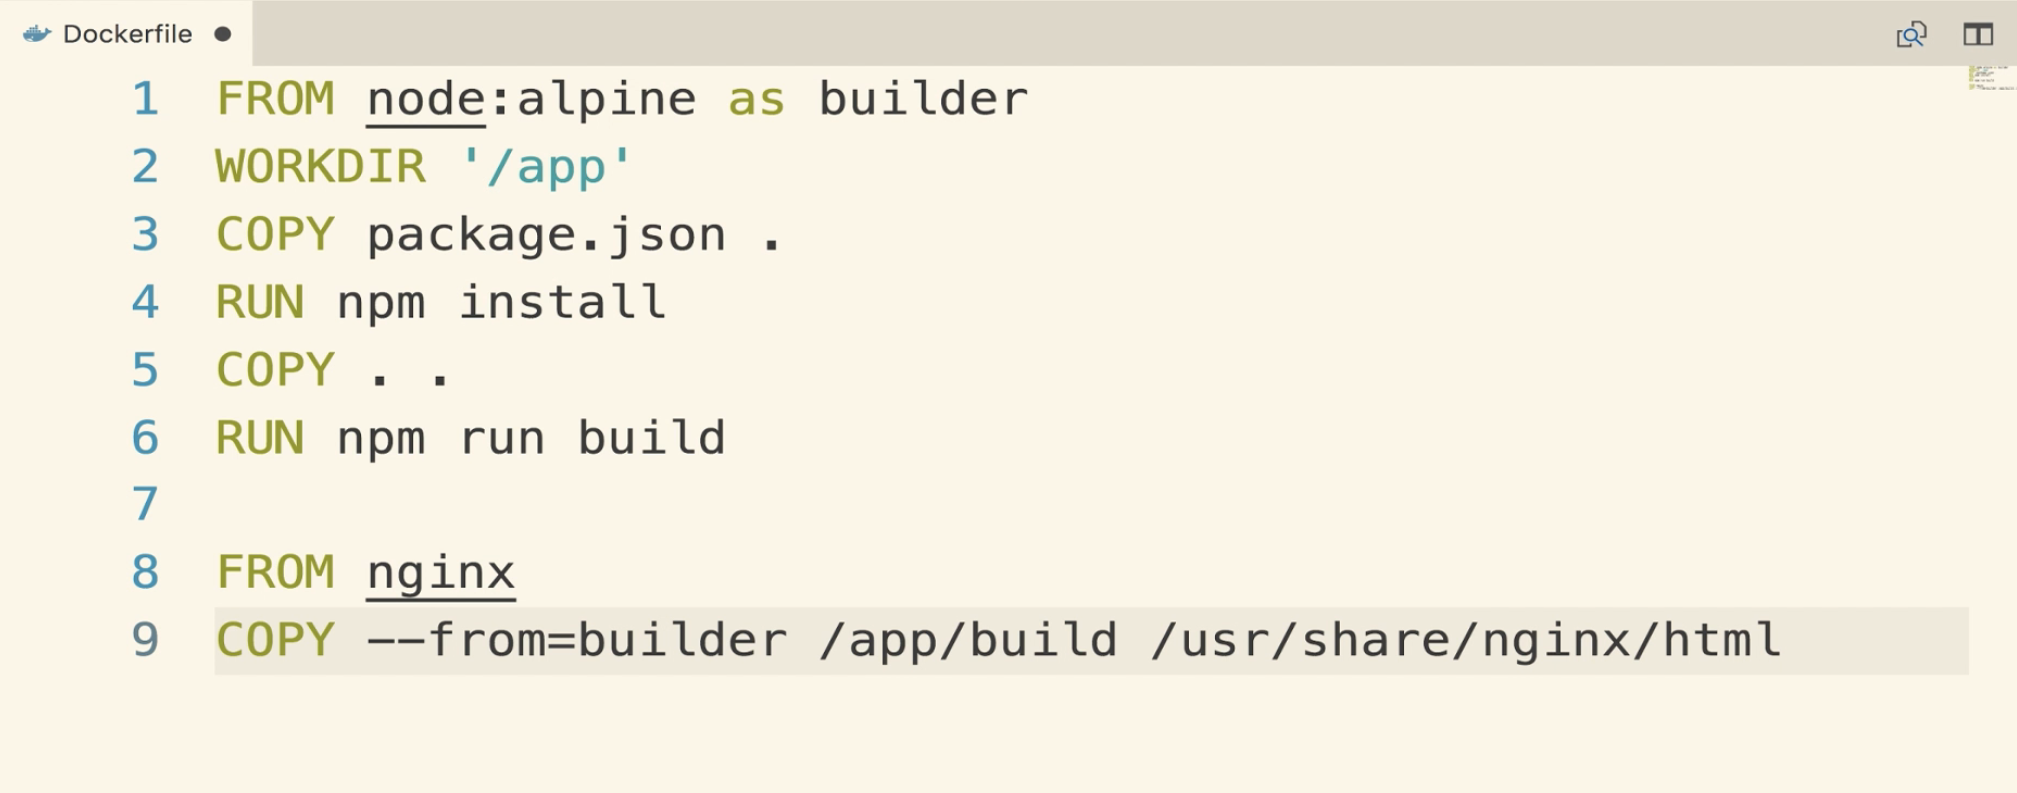 Dockerfile
1 FROM node:alpine as builder
2 WORKDIR '/app'
3 COPY package.json .
4 RUN npm install
5 COPY . .
6 RUN npm run build
7
8 FROM nginx
9 COPY --from=builder /app/build /usr/share/nginx/html